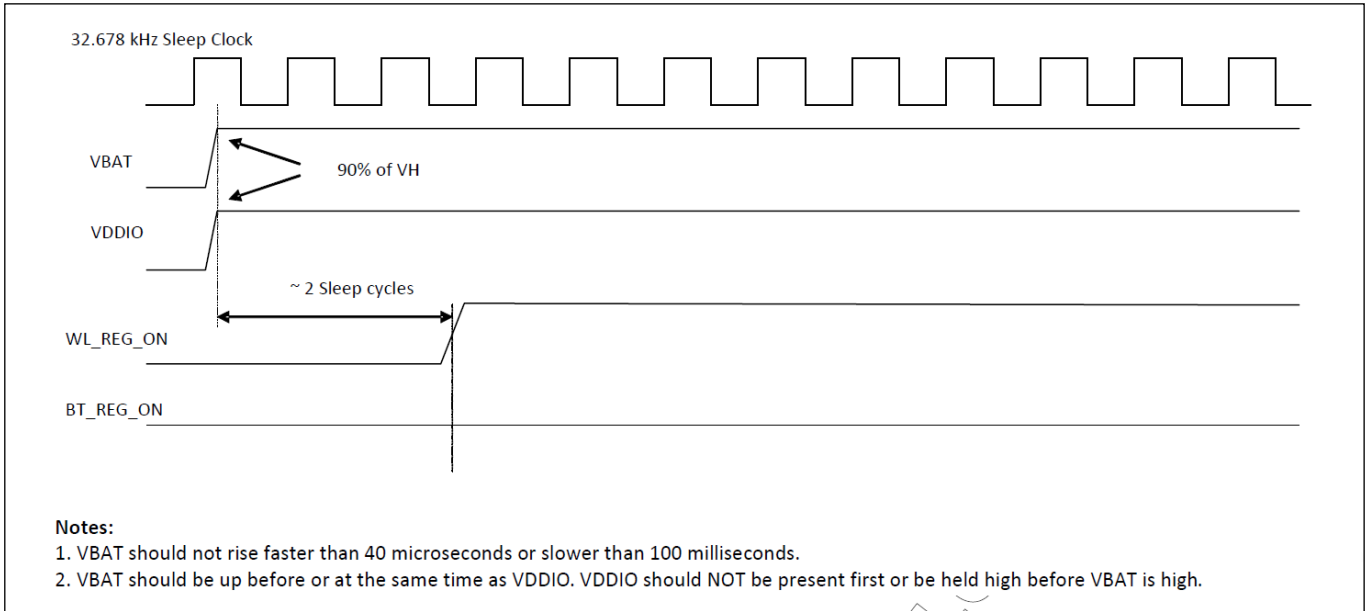 32.678 kHz Sleep Clock
VBAT
90% of VH
VDDIO
~ 2 Sleep cycles
WL_REG_ON
BT_REG_ON
Notes:
1. VBAT should not rise faster than 40 microseconds or slower than 100 milliseconds.
2. VBAT should be up before or at the same time as VDDIO. VDDIO should NOT be present first or be held high before VBAT is high.